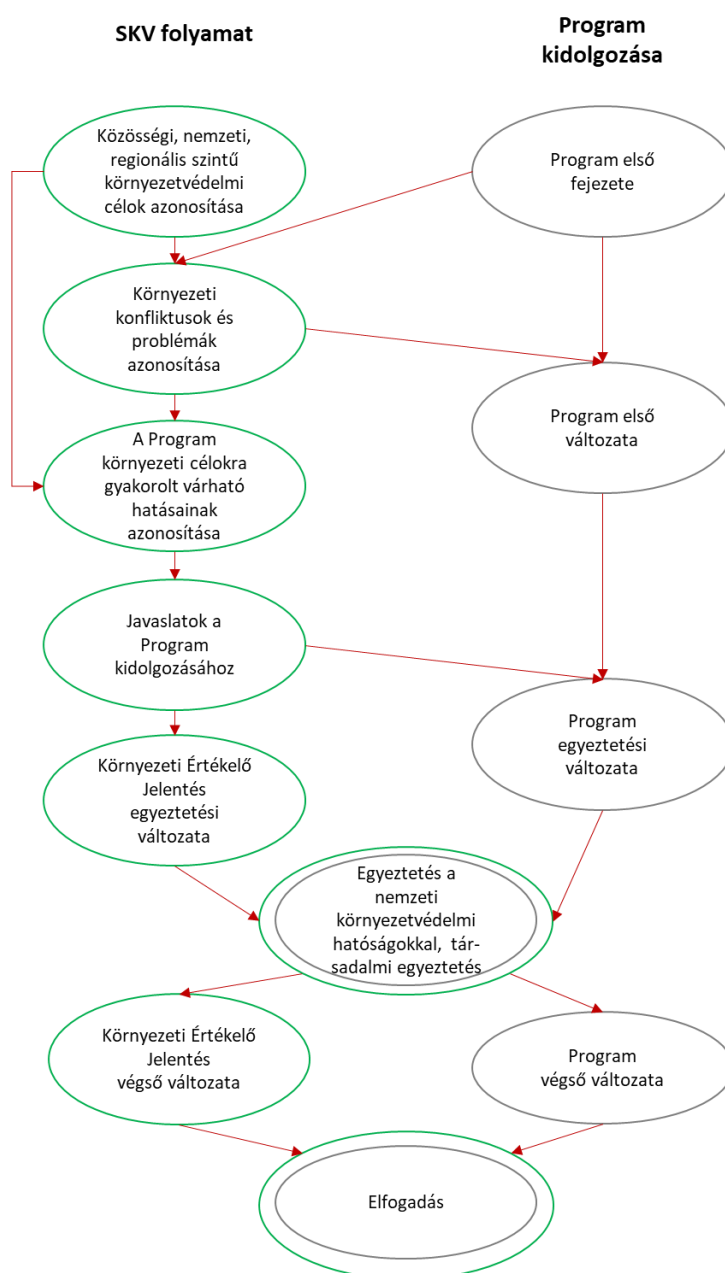 SKV folyamat
Program
kidolgozása
Közösségi, nemzeti,
regionális szintű
környezetvédelmi
célok azonosítása
Program első
fejezete
Környezeti
konfliktusok és
problémák
azonosítása
Program első
változata
A Program
környezeti célokra
gyakorolt várható
hatásainak
azonosítása
Javaslatok a
Program
kidolgozásához
Program
egyeztetési
változata
Környezeti Értékelő
Jelentés
egyeztetési
változata
Egyeztetés a
nemzeti
környezetvédelmi
hatóságokkal, tár-
sadalmi egyeztetés
Környezeti Értékelő
Jelentés
végső változata
Program
végső változata
Elfogadás